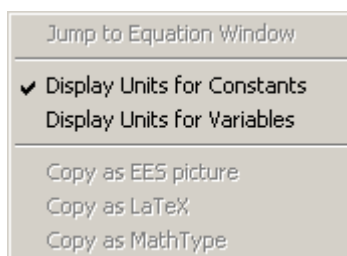 Jump to Equation Window
Display Units for Constants
Display Units for Variables
Copy as EES picture
Copy as LaTeX
Copy as MathType